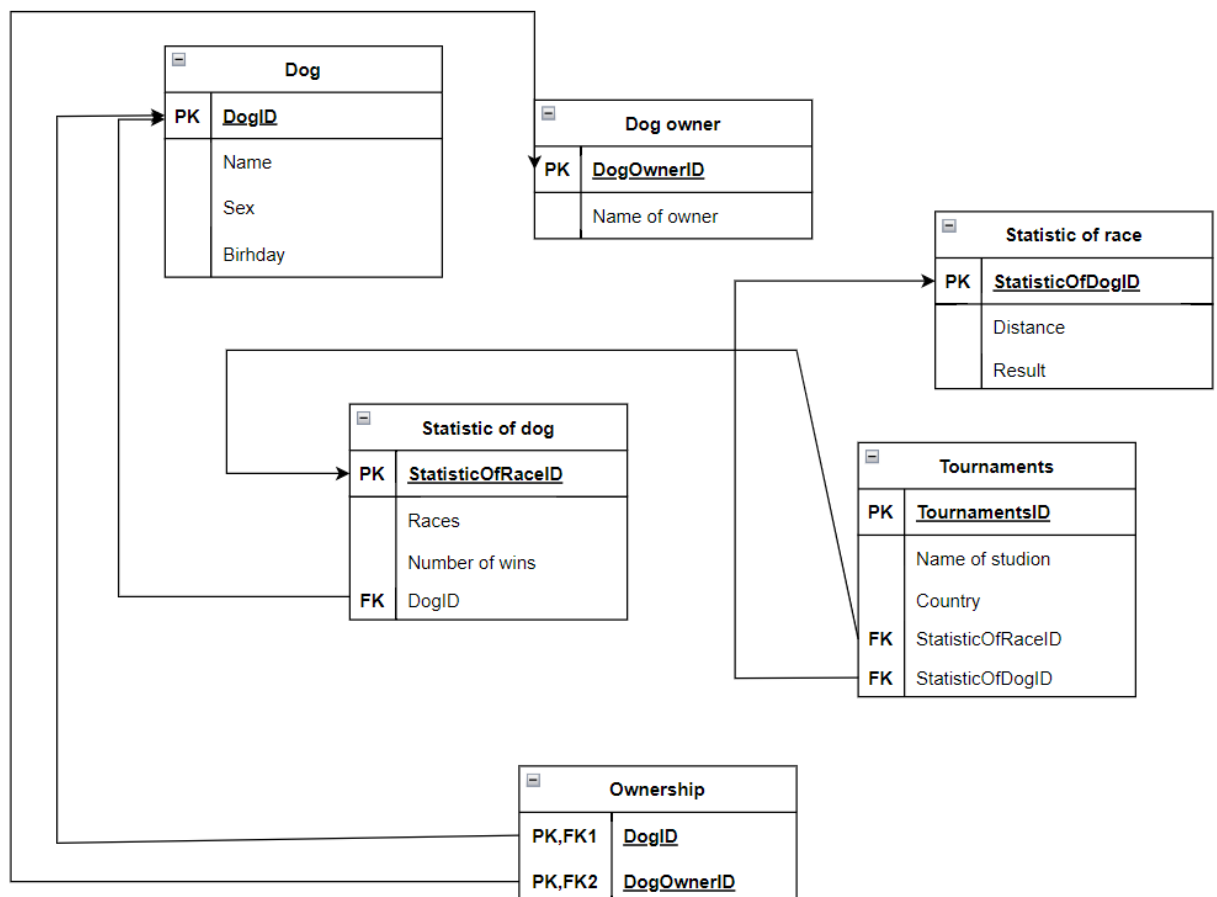 Dog
PK DogID
Name
Sex
Birhday
Dog owner
PK DogOwnerID
Name of owner
Statistic of race
PK StatisticOfDogID
Distance
Result
Statistic of dog
PK StatisticOfRaceID
Races
Number of wins
FK DogID
Tournaments
PK TournamentsID
Name of studion
Country
FK StatisticOfRaceID
FK StatisticOfDogID
Ownership
PK,FK1 DogID
PK,FK2 DogOwnerID